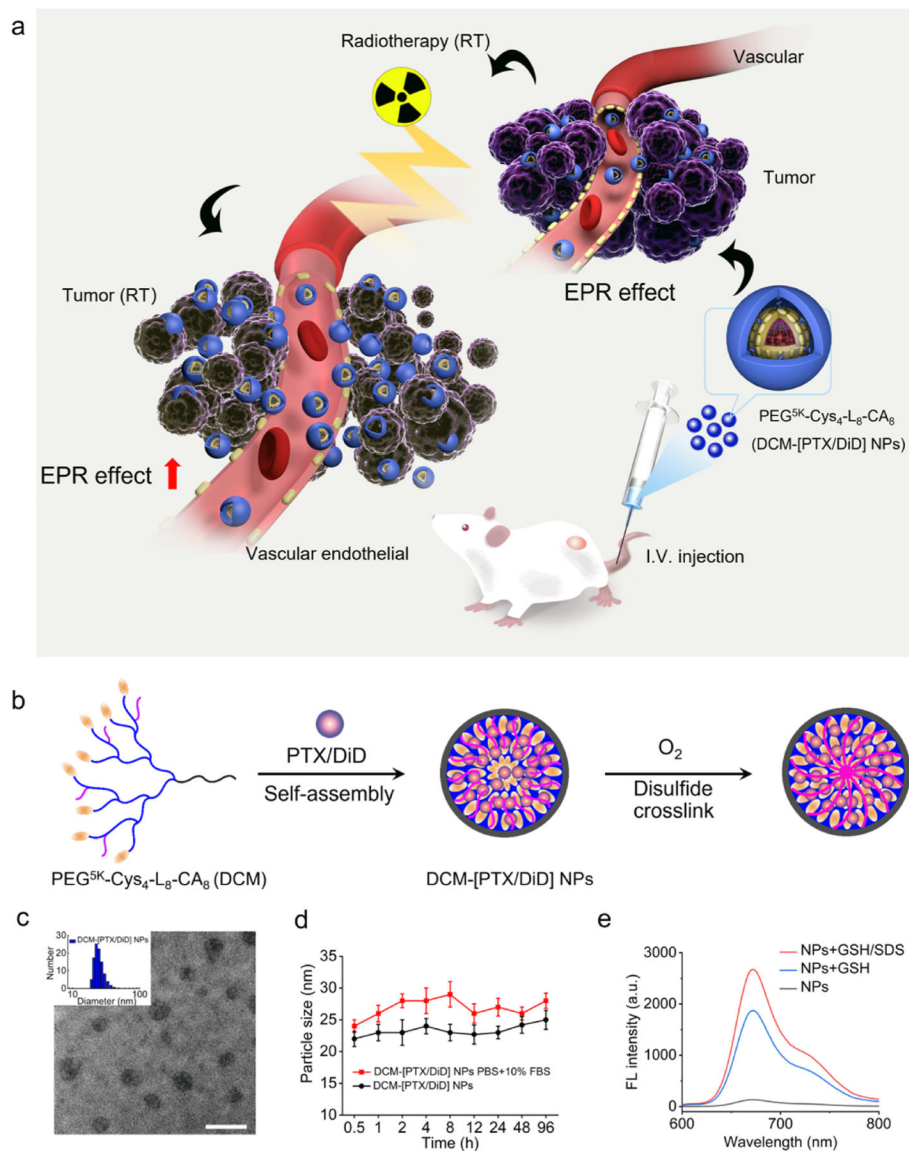 a
Radiotherapy (RT)
Vascular
Tumor
EPR effect
Tumor (RT)
EPR effect
Vascular endothelial
PEG⁵ᴷ-Cys₄-L₈-CA₈
(DCM-[PTX/DiD] NPs)
I.V. injection
b
PTX/DiD
Self-assembly
O₂
Disulfide
crosslink
PEG⁵ᴷ-Cys₄-L₈-CA₈ (DCM)
DCM-[PTX/DiD] NPs
c
DCM-[PTX/DiD] NPs
Number
30
20
10
0
10
100
Diameter (nm)
d
Particle size (nm)
40
35
30
25
20
15
10
DCM-[PTX/DiD] NPs PBS+10% FBS
DCM-[PTX/DiD] NPs
0.5 1 2 4 8 12 24 48 96
Time (h)
e
FL intensity (a.u.)
3000
2000
1000
0
NPs+GSH/SDS
NPs+GSH
NPs
600 700 800
Wavelength (nm)